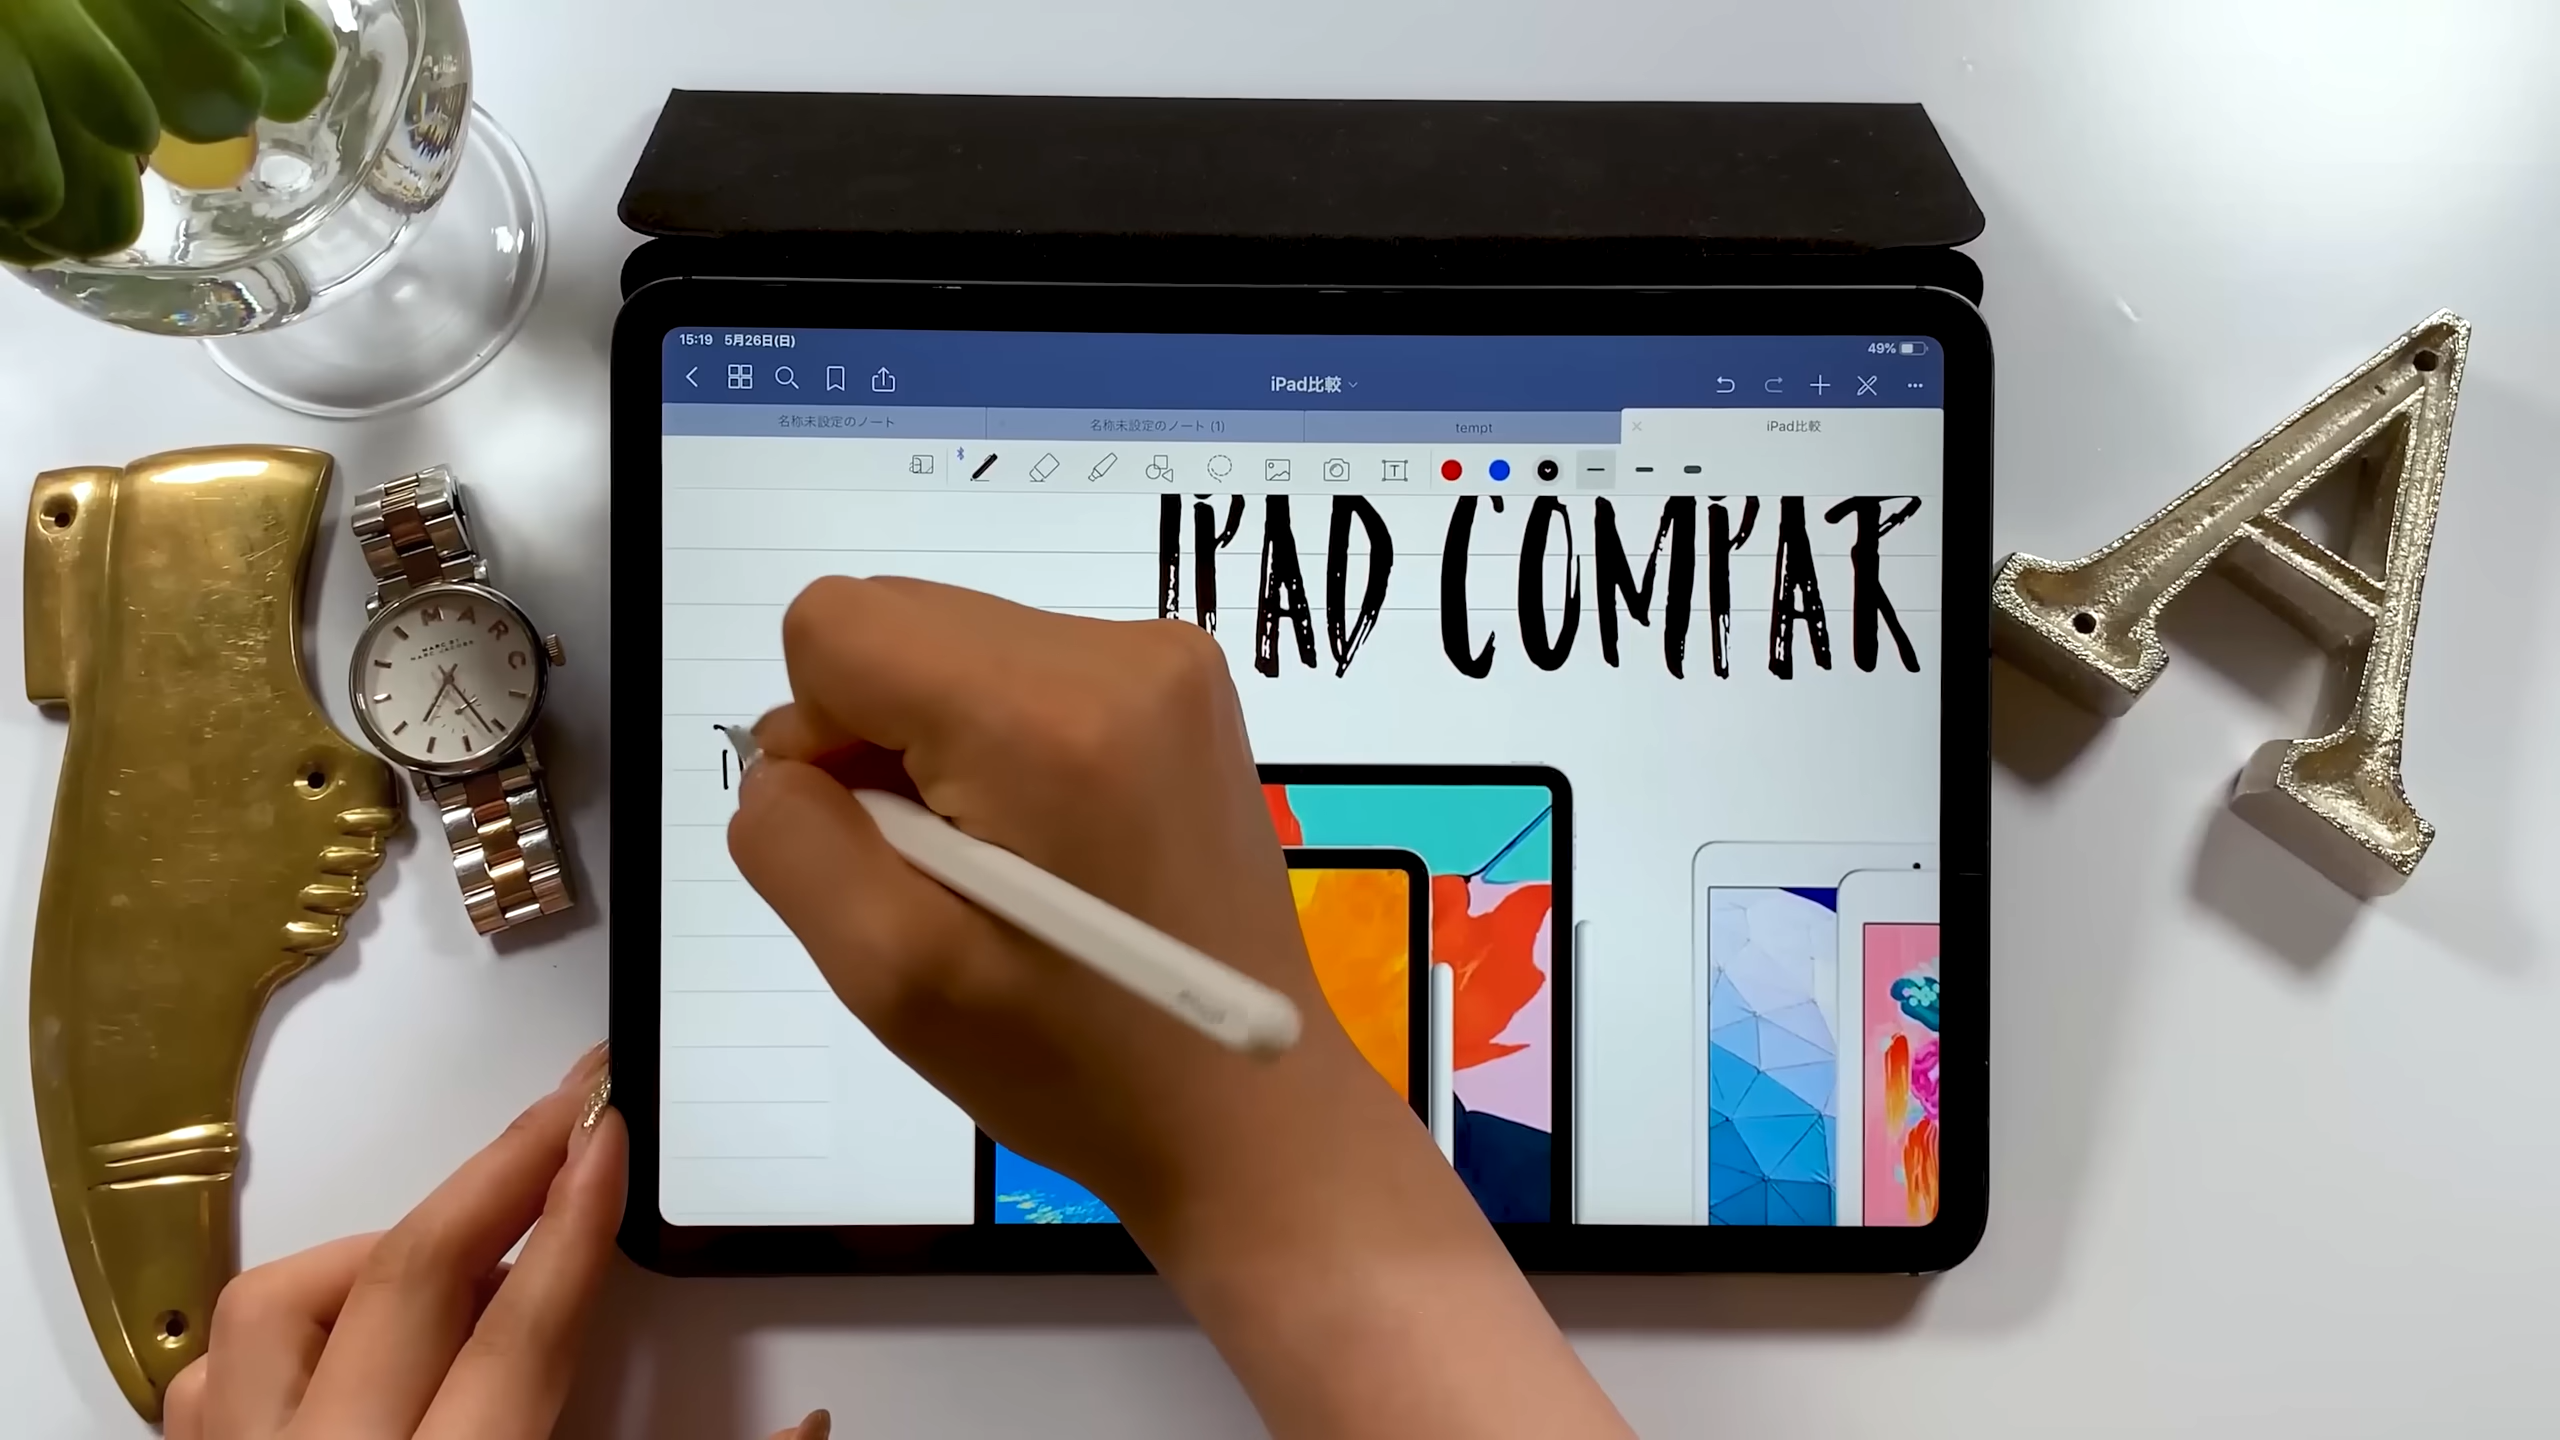 15:19 5月26日(日)
49%
iPad比較
名称未設定のノート
名称未設定のノート (1)
tempt
iPad比較
T
IPAD COMPAR
MARC
MARC BY
MARC JACOBS
A